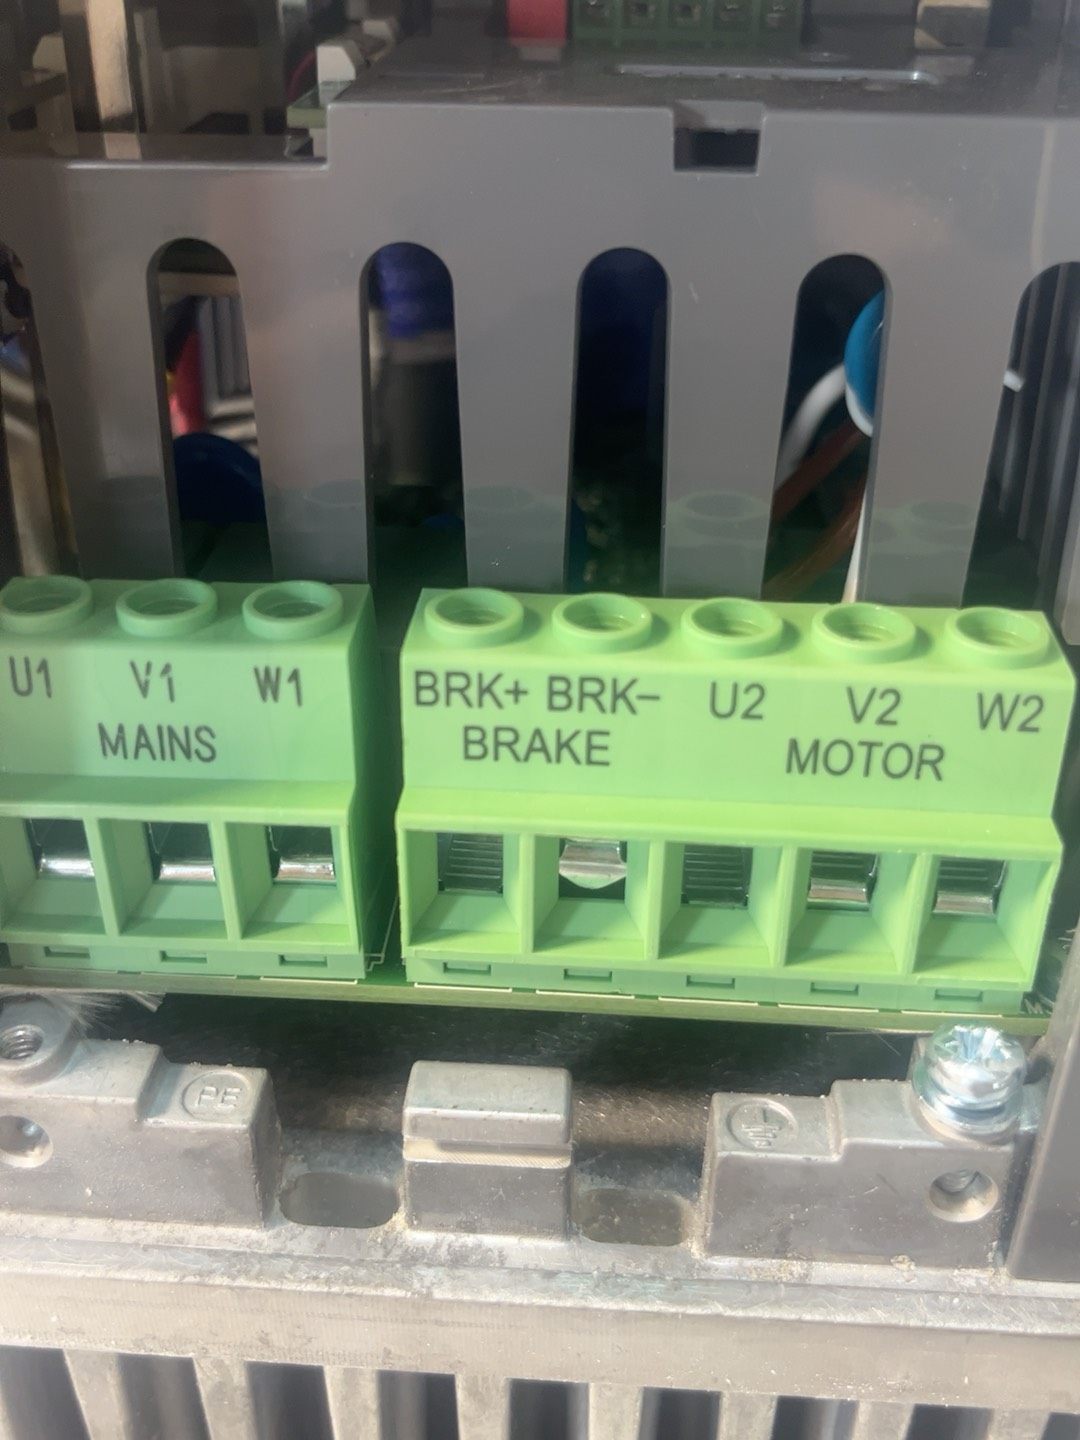 U1 V1 W1
MAINS
BRK+ BRK– U2 V2 W2
BRAKE MOTOR
PE